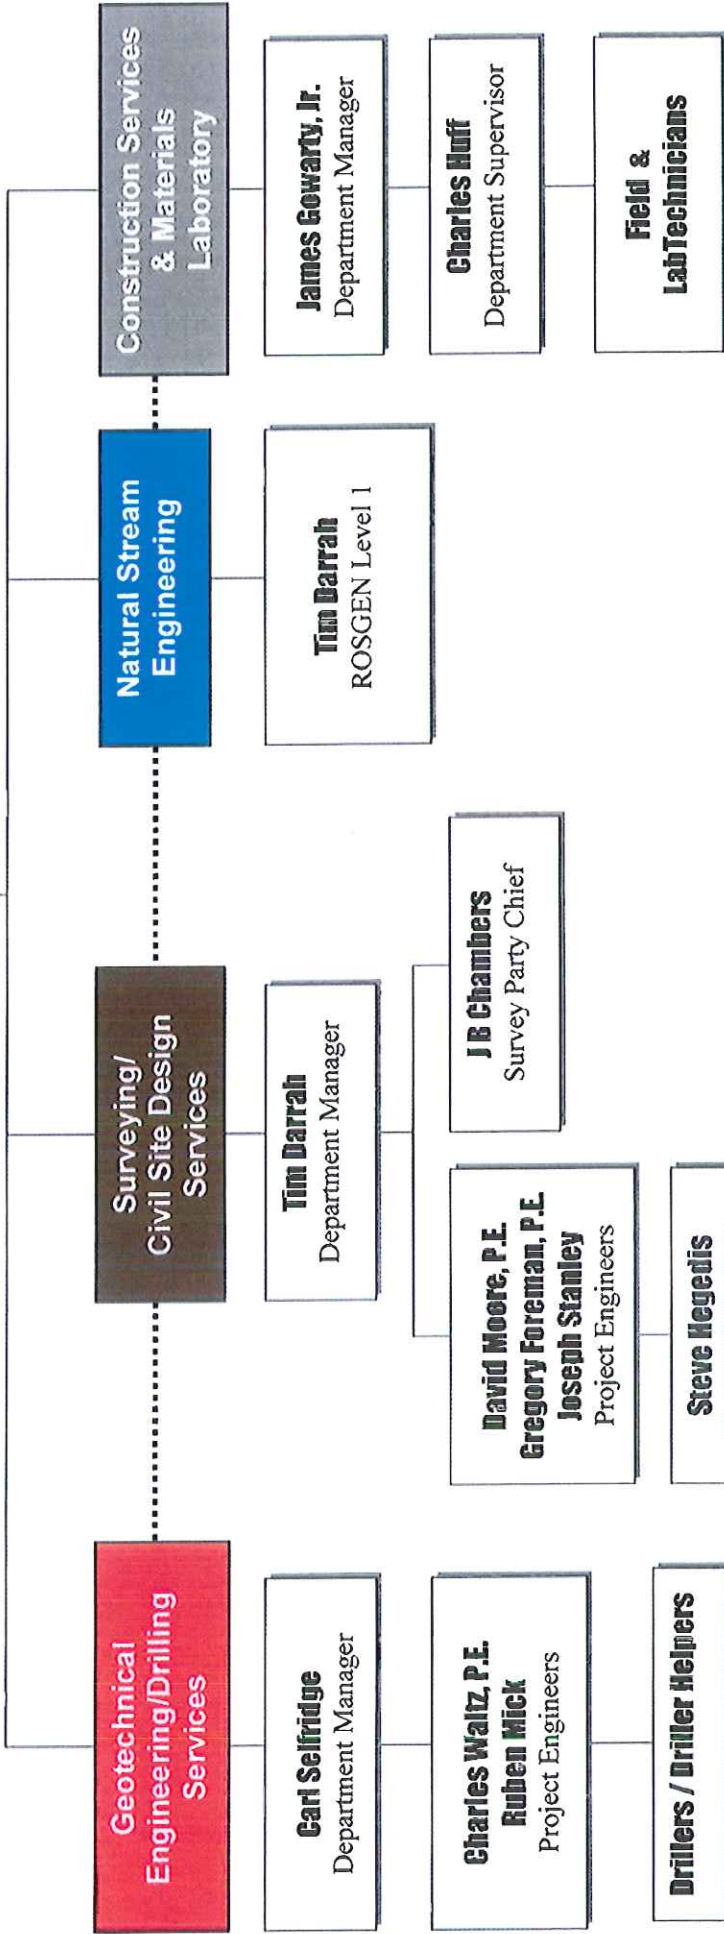 Geotechnical
Engineering/Drilling
Services
Carl Selfridge
Department Manager
Charles Waltz, P.E.
Ruben Mick
Project Engineers
Drillers / Driller Helpers
Surveying/
Civil Site Design
Services
Tim Darrah
Department Manager
David Moore, P.E.
Gregory Foreman, P.E.
Joseph Stanley
Project Engineers
Steve Hegedis
J B Chambers
Survey Party Chief
Natural Stream
Engineering
Tim Darrah
ROSGEN Level 1
Construction Services
& Materials
Laboratory
James Gowarty, Jr.
Department Manager
Charles Huff
Department Supervisor
Field &
LabTechnicians